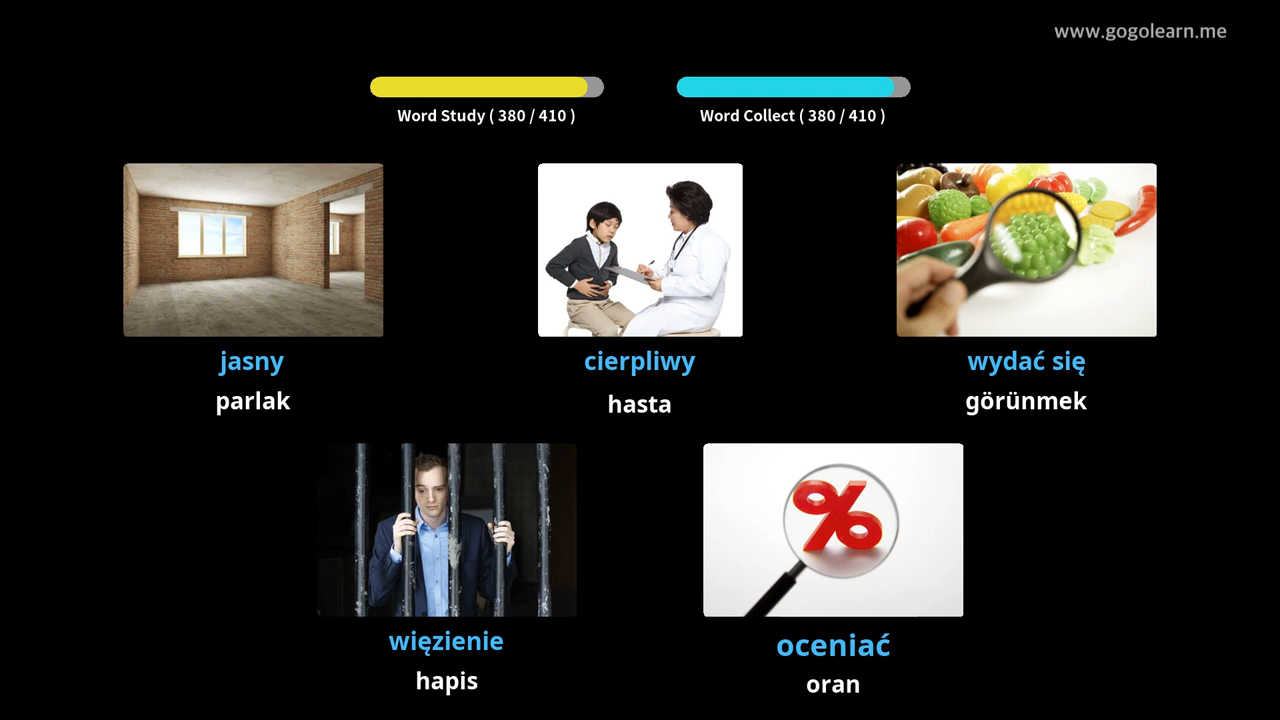 www.gogolearn.me
Word Study ( 380 / 410 )
Word Collect ( 380 / 410 )
jasny
parlak
cierpliwy
hasta
wydać się
görünmek
więzienie
hapis
oceniać
oran
%